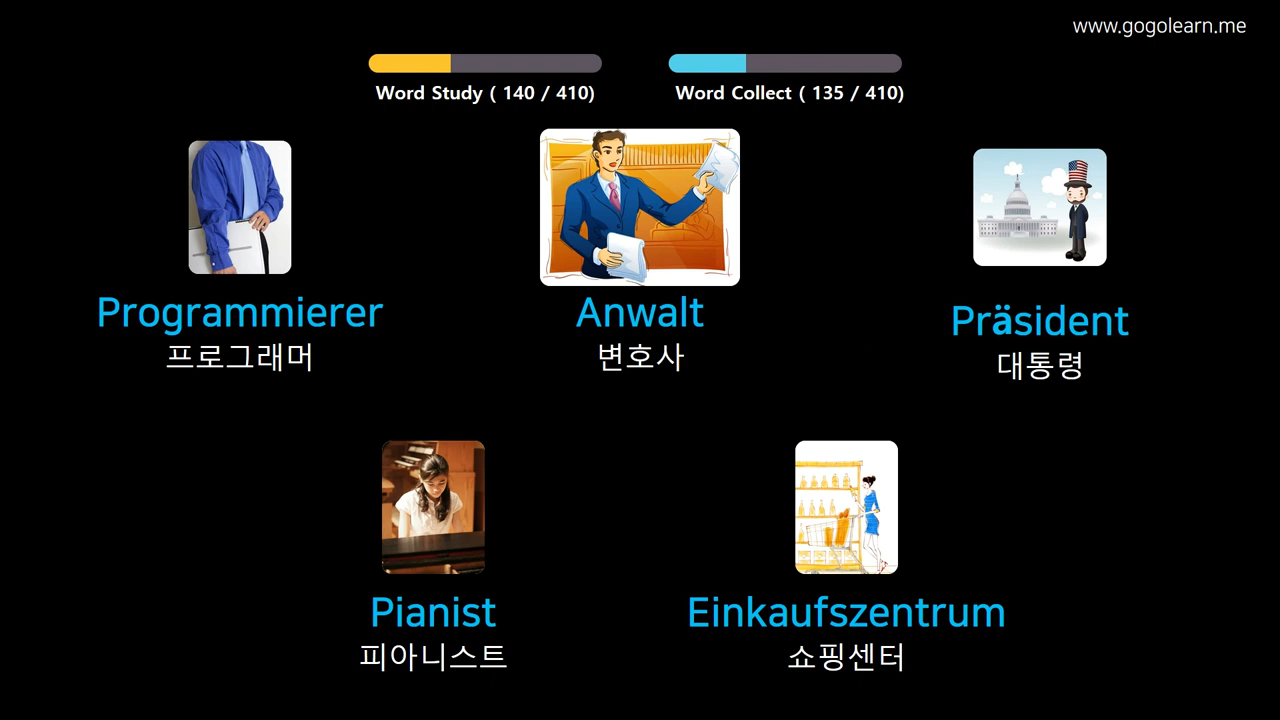 www.gogolearn.me
Word Study ( 140 / 410)
Word Collect ( 135 / 410)
Programmierer
프로그래머
Anwalt
변호사
Präsident
대통령
Pianist
피아니스트
Einkaufszentrum
쇼핑센터